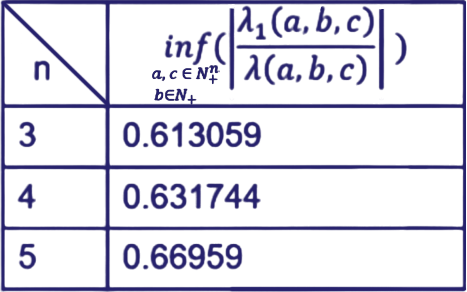 n
inf(|λ₁(a, b, c)/λ(a, b, c)|)
a, c ∈ N₊ⁿ
b∈N₊
3 0.613059
4 0.631744
5 0.66959